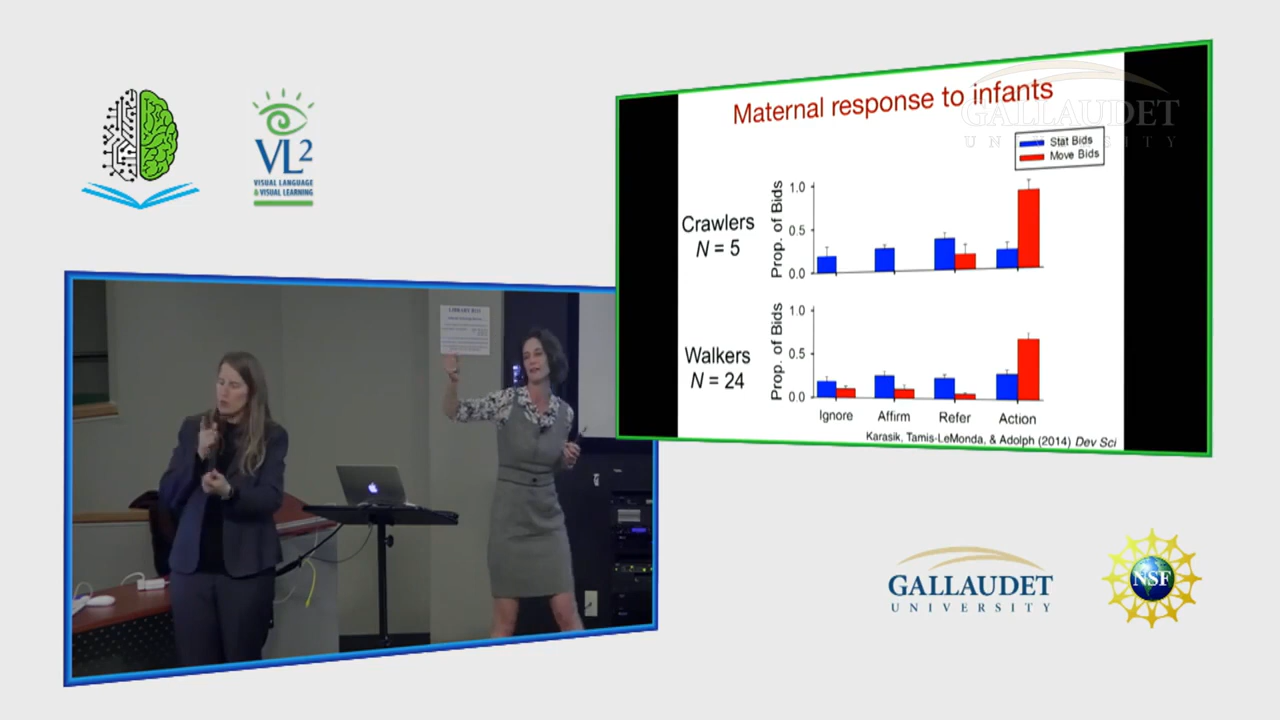 VL2
VISUAL LANGUAGE
& VISUAL LEARNING
GALLAUDET
UNIVERSITY
Maternal response to infants
Stat Bids
Move Bids
Crawlers
N = 5
Prop. of Bids
1.0
0.5
0.0
Walkers
N = 24
Prop. of Bids
1.0
0.5
0.0
Ignore Affirm Refer Action
Karasik, Tamis-LeMonda, & Adolph (2014) Dev Sci
LIBRARY BUS
GALLAUDET
UNIVERSITY
NSF